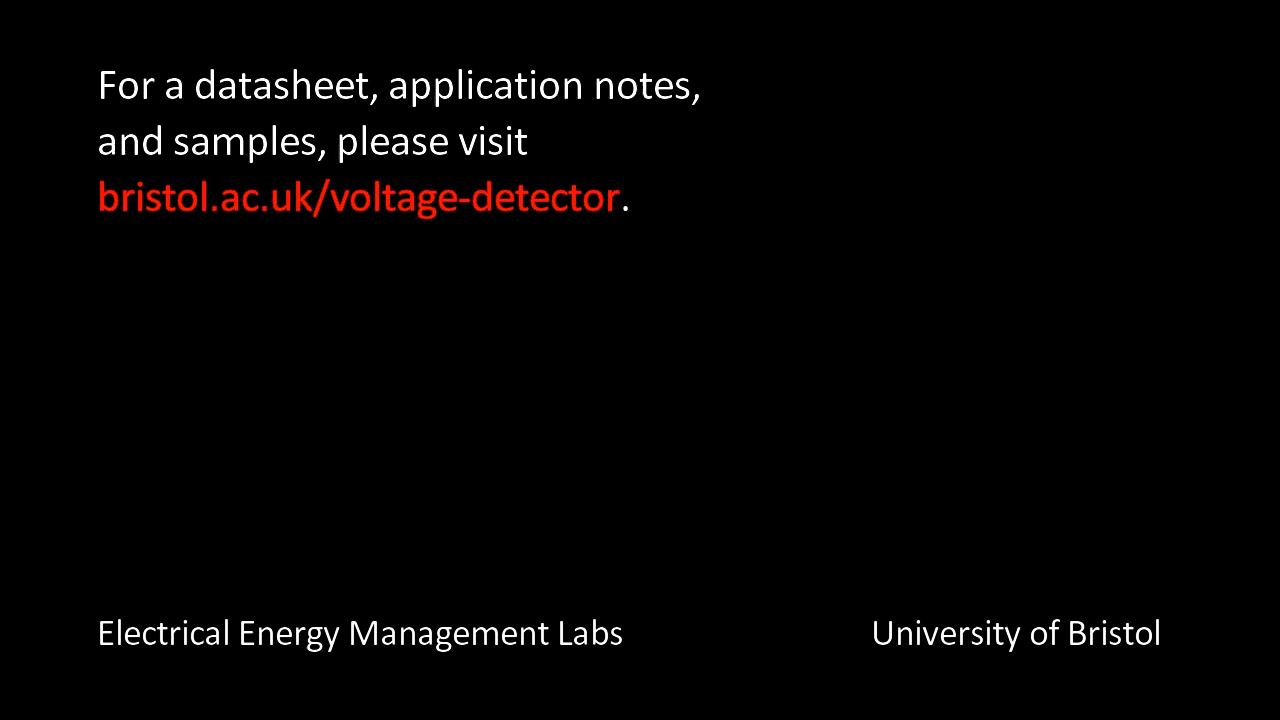 For a datasheet, application notes,
and samples, please visit
bristol.ac.uk/voltage-detector.
Electrical Energy Management Labs
University of Bristol